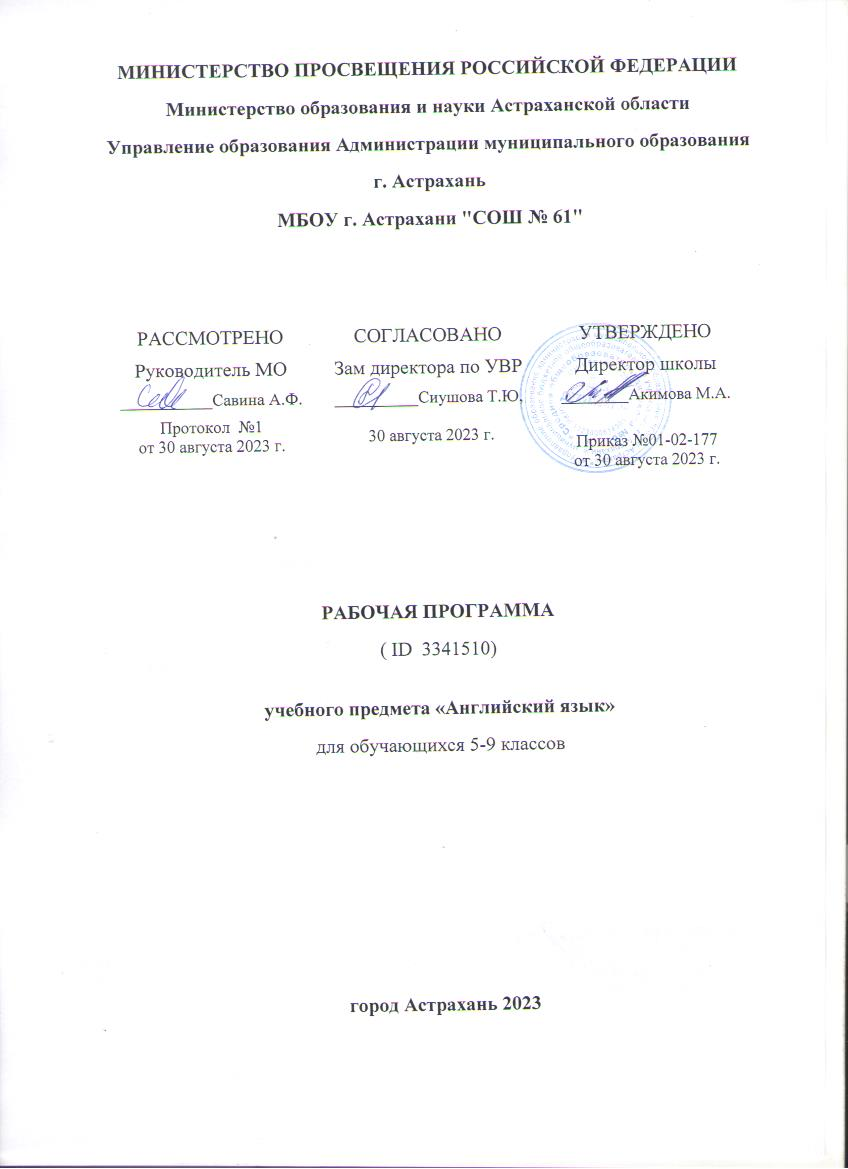 МИНИСТЕРСТВО ПРОСВЕЩЕНИЯ РОССИЙСКОЙ ФЕДЕРАЦИИ
Министерство образования и науки Астраханской области
Управление образования Администрации муниципального образования
г. Астрахань
МБОУ г. Астрахани "СОШ № 61"
РАССМОТРЕНО
Руководитель МО
____________Савина А.Ф.
Протокол №1
от 30 августа 2023 г.
СОГЛАСОВАНО
Зам директора по УВР
___________Сиушова Т.Ю.
30 августа 2023 г.
УТВЕРЖДЕНО
Директор школы
_________Акимова М.А.
Приказ №01-02-177
от 30 августа 2023 г.
РАБОЧАЯ ПРОГРАММА
( ID 3341510)
учебного предмета «Английский язык»
для обучающихся 5-9 классов
город Астрахань 2023